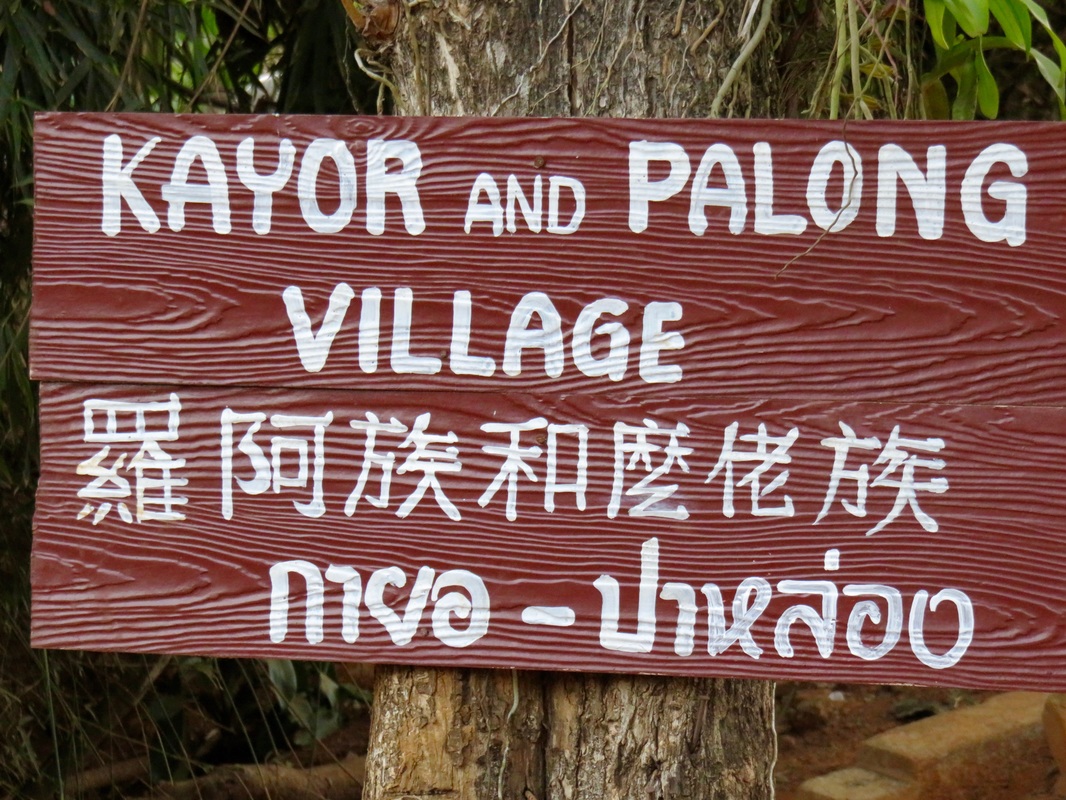 KAYOR AND PALONG
VILLAGE
羅阿族和麼佬族
กายอ - ปาหล่อง